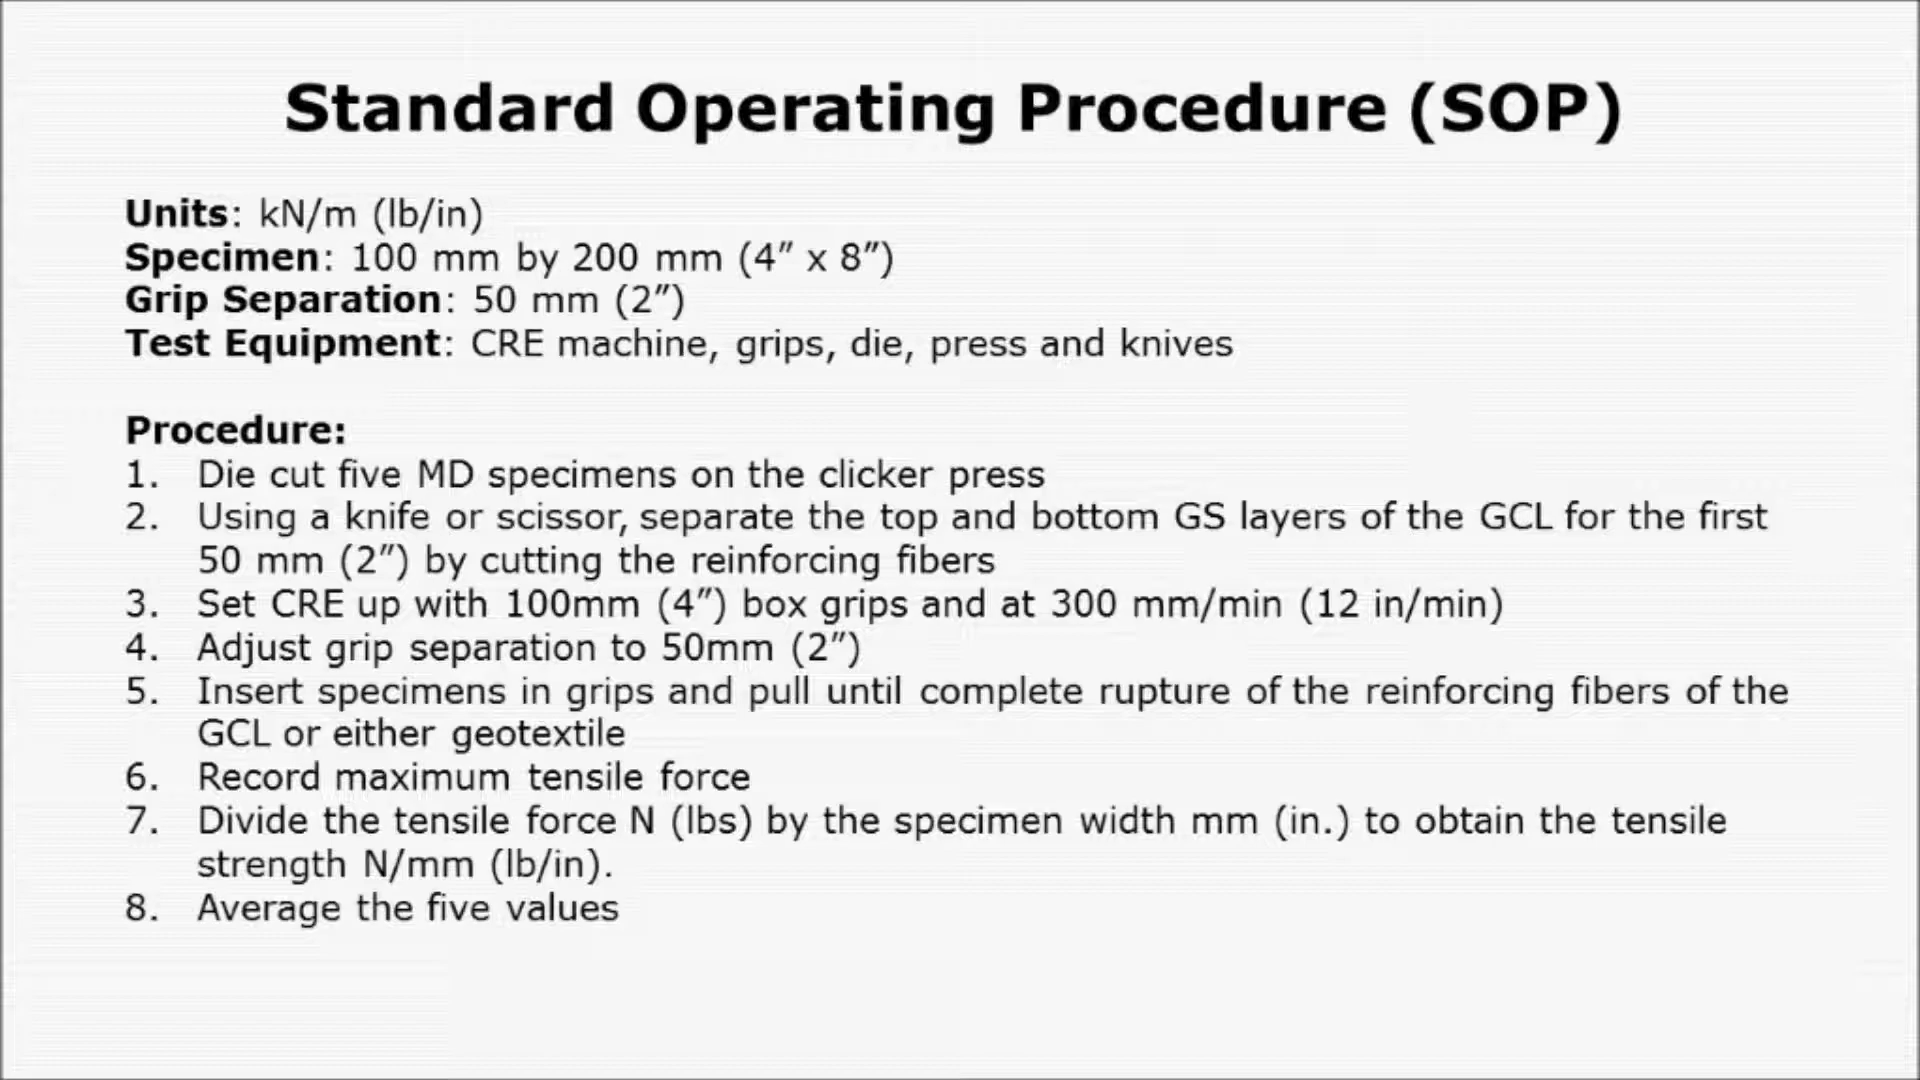 Standard Operating Procedure (SOP)
Units: kN/m (lb/in)
Specimen: 100 mm by 200 mm (4” x 8”)
Grip Separation: 50 mm (2”)
Test Equipment: CRE machine, grips, die, press and knives
Procedure:
1. Die cut five MD specimens on the clicker press
2. Using a knife or scissor, separate the top and bottom GS layers of the GCL for the first
50 mm (2”) by cutting the reinforcing fibers
3. Set CRE up with 100mm (4”) box grips and at 300 mm/min (12 in/min)
4. Adjust grip separation to 50mm (2”)
5. Insert specimens in grips and pull until complete rupture of the reinforcing fibers of the
GCL or either geotextile
6. Record maximum tensile force
7. Divide the tensile force N (lbs) by the specimen width mm (in.) to obtain the tensile
strength N/mm (lb/in).
8. Average the five values